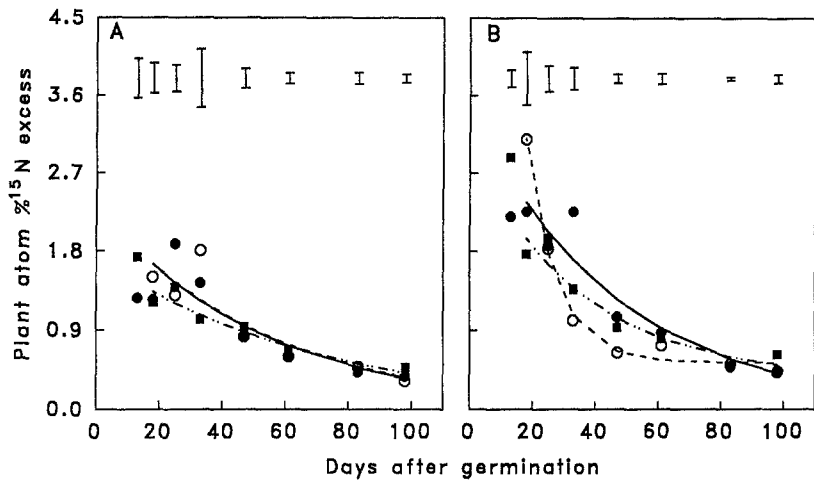 A
B
4.5
3.6
2.7
1.8
0.9
0.0
Plant atom %¹⁵N excess
0 20 40 60 80 100
0 20 40 60 80 100
Days after germination